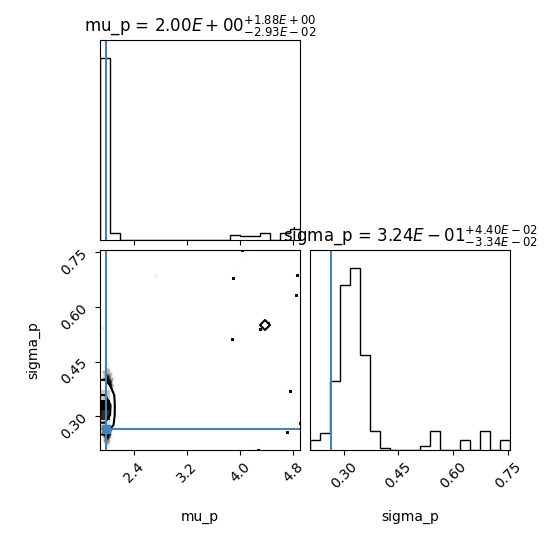 mu_p = 2.00E+00+1.88E+00−2.93E−02
sigma_p = 3.24E−01+4.40E−02−3.34E−02
0.75
0.60
0.45
0.30
sigma_p
2.4 3.2 4.0 4.8
mu_p
0.30 0.45 0.60 0.75
sigma_p